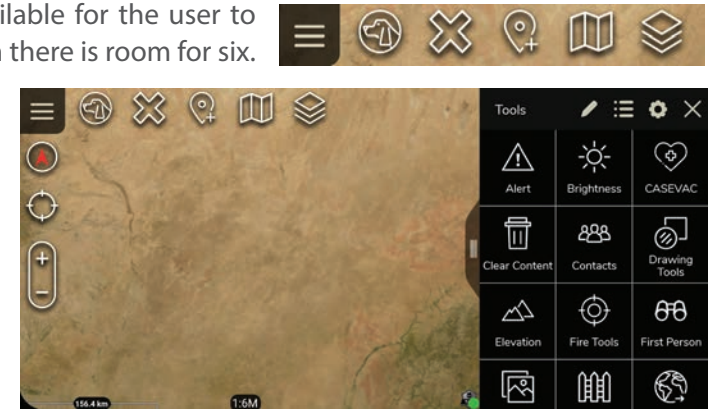 ilable for the user to
there is room for six.
Tools
Alert
Brightness
CASEVAC
Clear Content
Contacts
Drawing
Tools
Elevation
Fire Tools
First Person
156.4 km
1:6M